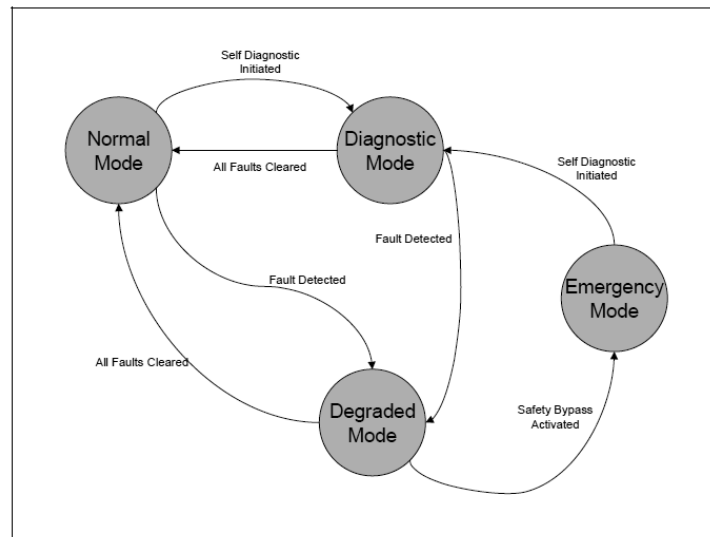 Self Diagnostic
Initiated
Normal
Mode
Diagnostic
Mode
All Faults Cleared
Self Diagnostic
Initiated
Fault Detected
Fault Detected
Emergency
Mode
All Faults Cleared
Degraded
Mode
Safety Bypass
Activated